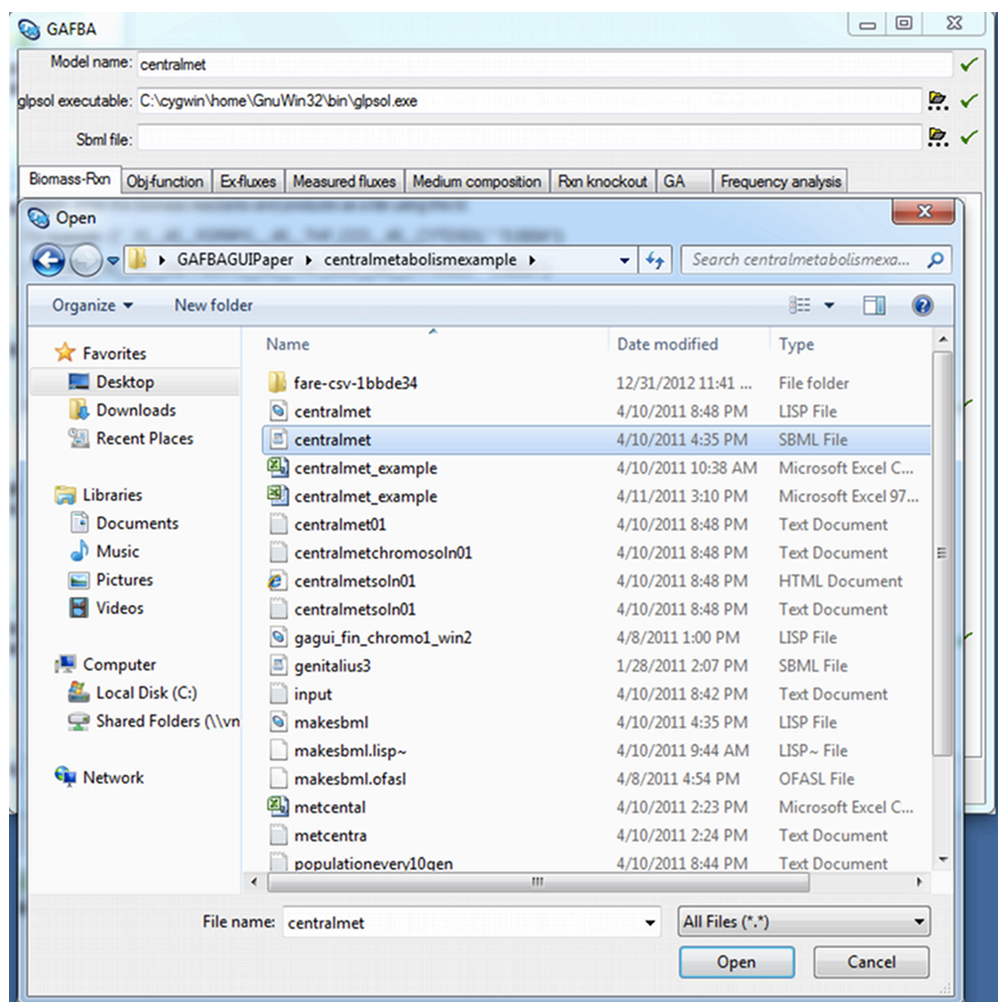 GAFBA
Model name: centralmet
glpsol executable: C:\cygwin\home\GnuWin32\bin\glpsol.exe
Sbml file:
Biomass-Rxn Obj-function Ex-fluxes Measured fluxes Medium composition Rxn knockout GA Frequency analysis
Open
GAFBAGUIPaper centralmetabolismexample Search centralmetabolismexa...
Organize New folder
Name Date modified Type
Favorites
Desktop
Downloads
Recent Places
Libraries
Documents
Music
Pictures
Videos
Computer
Local Disk (C:)
Shared Folders (\\vn
Network
fare-csv-1bbde34 12/31/2012 11:41 ... File folder
centralmet 4/10/2011 8:48 PM LISP File
centralmet 4/10/2011 4:35 PM SBML File
centralmet_example 4/10/2011 10:38 AM Microsoft Excel C...
centralmet_example 4/11/2011 3:10 PM Microsoft Excel 97...
centralmet01 4/10/2011 8:48 PM Text Document
centralmetchromosoln01 4/10/2011 8:48 PM Text Document
centralmetsoln01 4/10/2011 8:48 PM HTML Document
centralmetsoln01 4/10/2011 8:48 PM Text Document
gagui_fin_chromo1_win2 4/8/2011 1:00 PM LISP File
genitalius3 1/28/2011 2:07 PM SBML File
input 4/10/2011 8:42 PM Text Document
makesbml 4/10/2011 4:35 PM LISP File
makesbml.lisp~ 4/10/2011 9:44 AM LISP~ File
makesbml.ofasl 4/8/2011 4:54 PM OFASL File
metcental 4/10/2011 2:23 PM Microsoft Excel C...
metcentra 4/10/2011 2:24 PM Text Document
populationevery10gen 4/10/2011 8:44 PM Text Document
File name: centralmet All Files (*.*)
Open Cancel